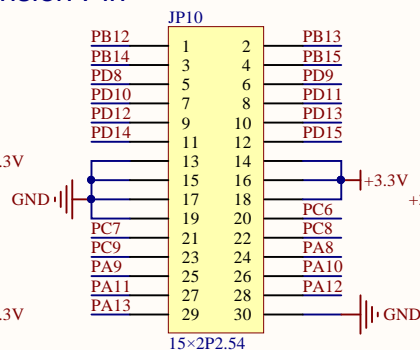 JP10
PB12 1 2 PB13
PB14 3 4 PB15
PD8 5 6 PD9
PD10 7 8 PD11
PD12 9 10 PD13
PD14 11 12 PD15
.3V 13 14
15 16 +3.3V
GND 17 18
19 20 PC6
PC7 21 22 PC8
PC9 23 24 PA8
PA9 25 26 PA10
PA11 27 28 PA12
PA13 29 30 GND
.3V
15×2P2.54